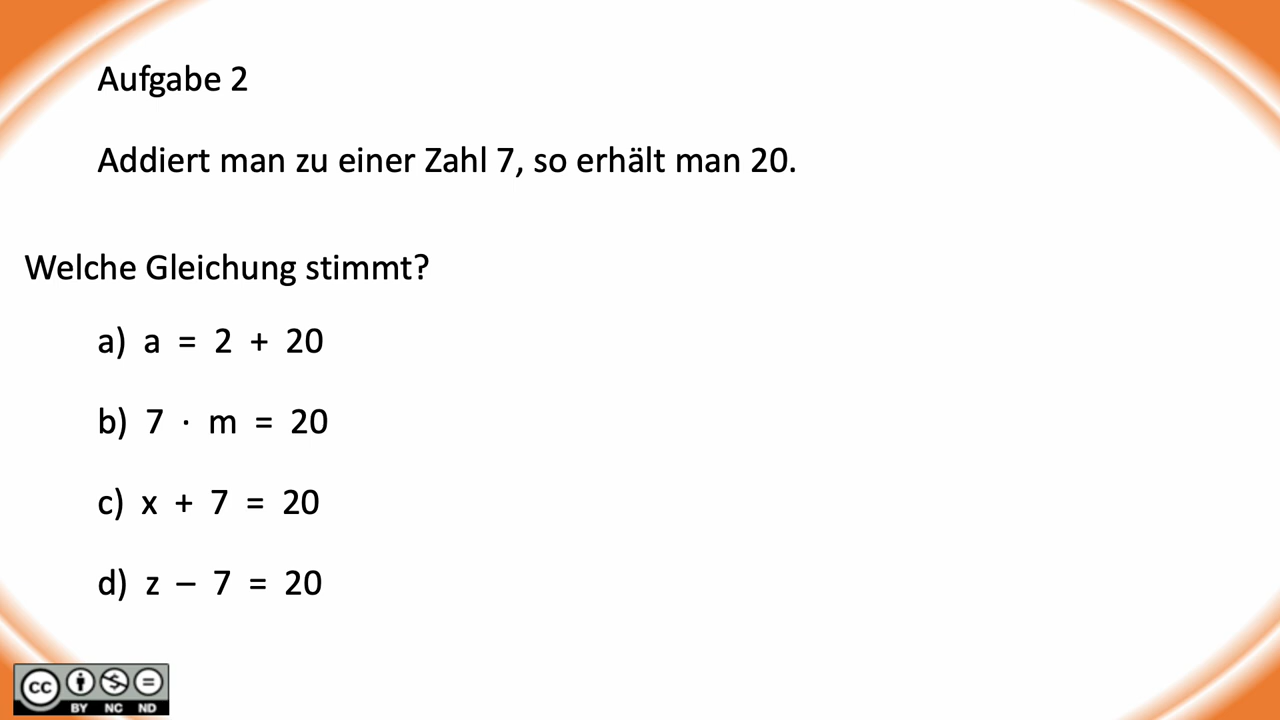 Aufgabe 2
Addiert man zu einer Zahl 7, so erhält man 20.
Welche Gleichung stimmt?
a) a = 2 + 20
b) 7 · m = 20
c) x + 7 = 20
d) z – 7 = 20
cc
BY NC ND